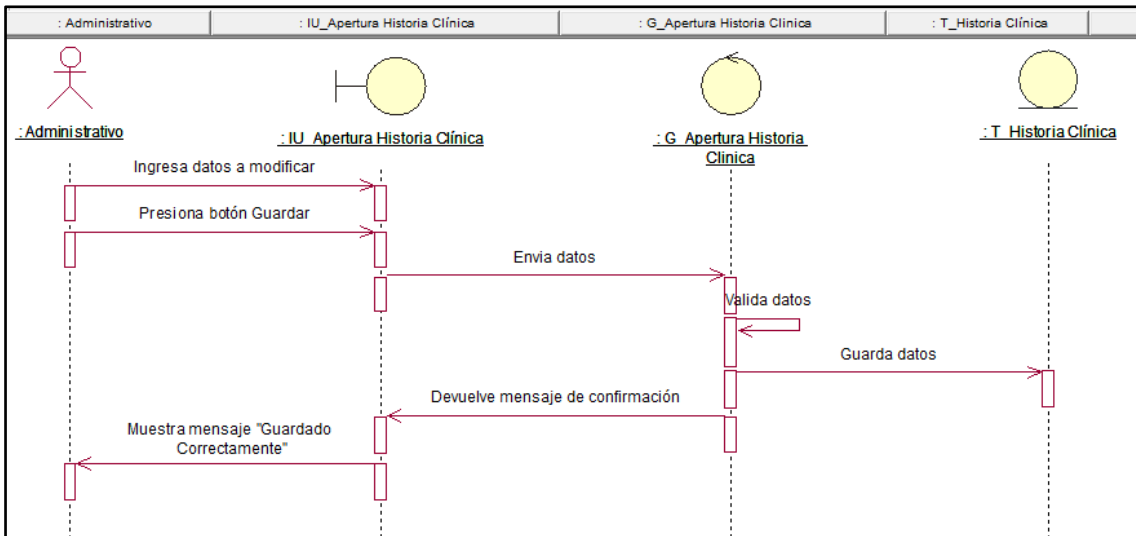 : Administrativo
: IU_Apertura Historia Clínica
: G_Apertura Historia Clinica
: T_Historia Clínica
: Administrativo
: IU_Apertura Historia Clínica
: G_Apertura Historia
Clinica
: T_Historia Clínica
Ingresa datos a modificar
Presiona botón Guardar
Envia datos
Valida datos
Guarda datos
Devuelve mensaje de confirmación
Muestra mensaje "Guardado
Correctamente"